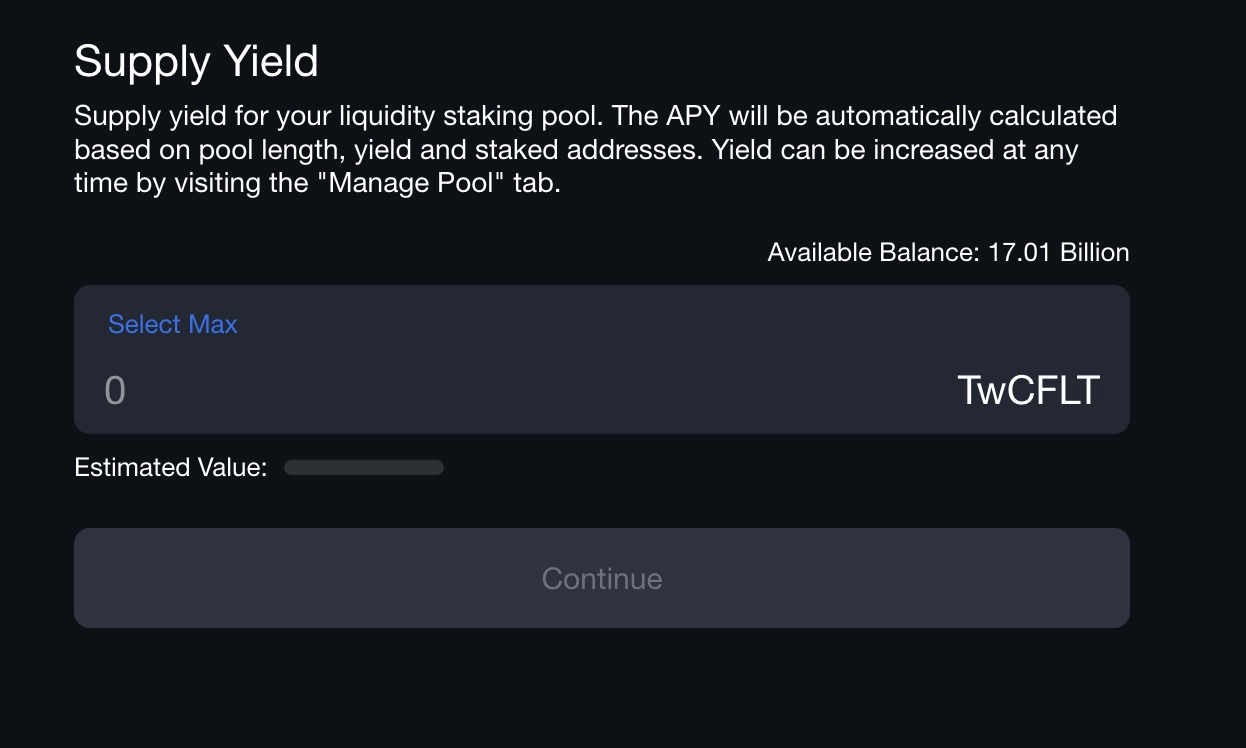 Supply Yield
Supply yield for your liquidity staking pool. The APY will be automatically calculated
based on pool length, yield and staked addresses. Yield can be increased at any
time by visiting the "Manage Pool" tab.
Available Balance: 17.01 Billion
Select Max
0 TwCFLT
Estimated Value:
Continue